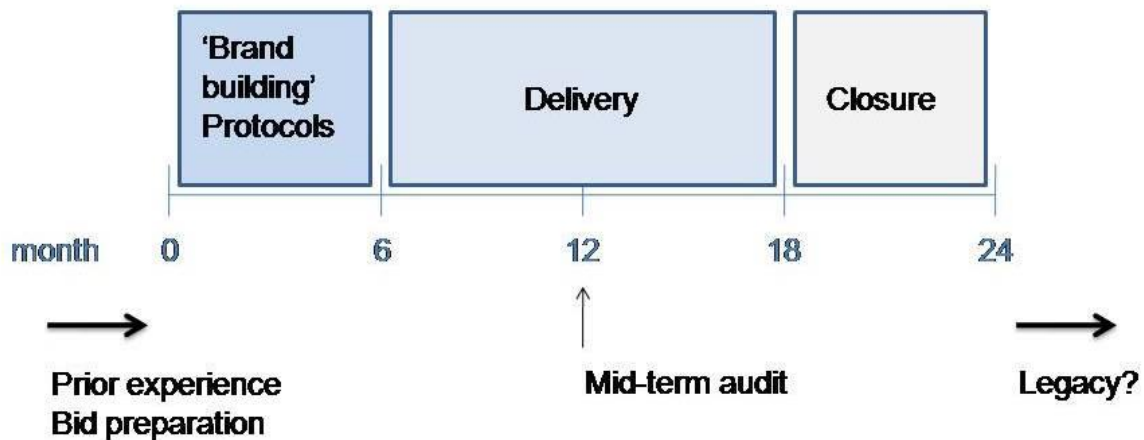 ‘Brand
building’
Protocols
Delivery
Closure
month 0 6 12 18 24
Prior experience
Bid preparation
Mid-term audit
Legacy?